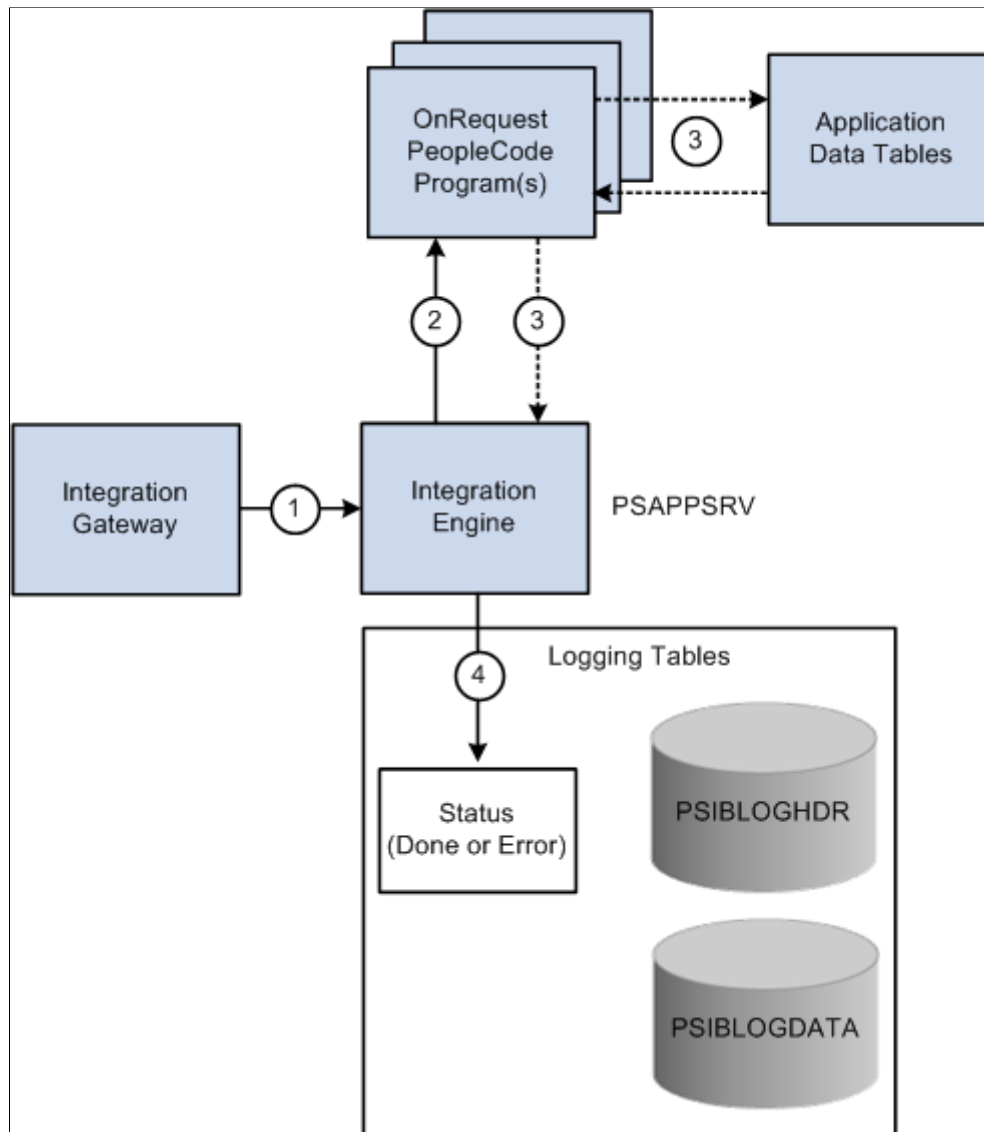 OnRequest
PeopleCode
Program(s)
3
Application
Data Tables
2
3
Integration
Gateway
1
Integration
Engine
PSAPPSRV
4
Logging Tables
Status
(Done or Error)
PSIBLOGHDR
PSIBLOGDATA